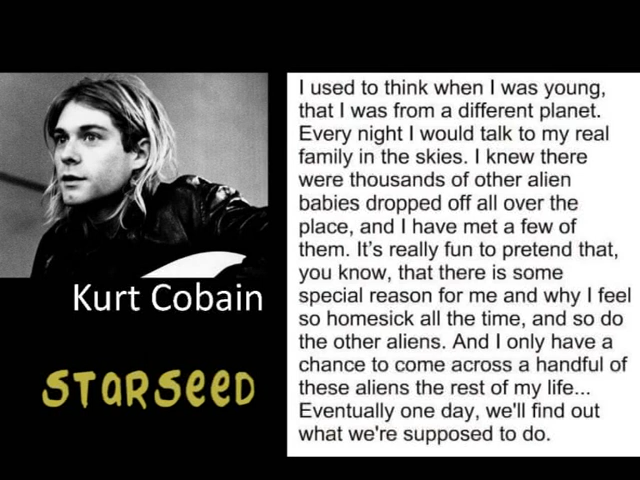 Kurt Cobain
STARSEED
I used to think when I was young,
that I was from a different planet.
Every night I would talk to my real
family in the skies. I knew there
were thousands of other alien
babies dropped off all over the
place, and I have met a few of
them. It's really fun to pretend that,
you know, that there is some
special reason for me and why I feel
so homesick all the time, and so do
the other aliens. And I only have a
chance to come across a handful of
these aliens the rest of my life...
Eventually one day, we'll find out
what we're supposed to do.